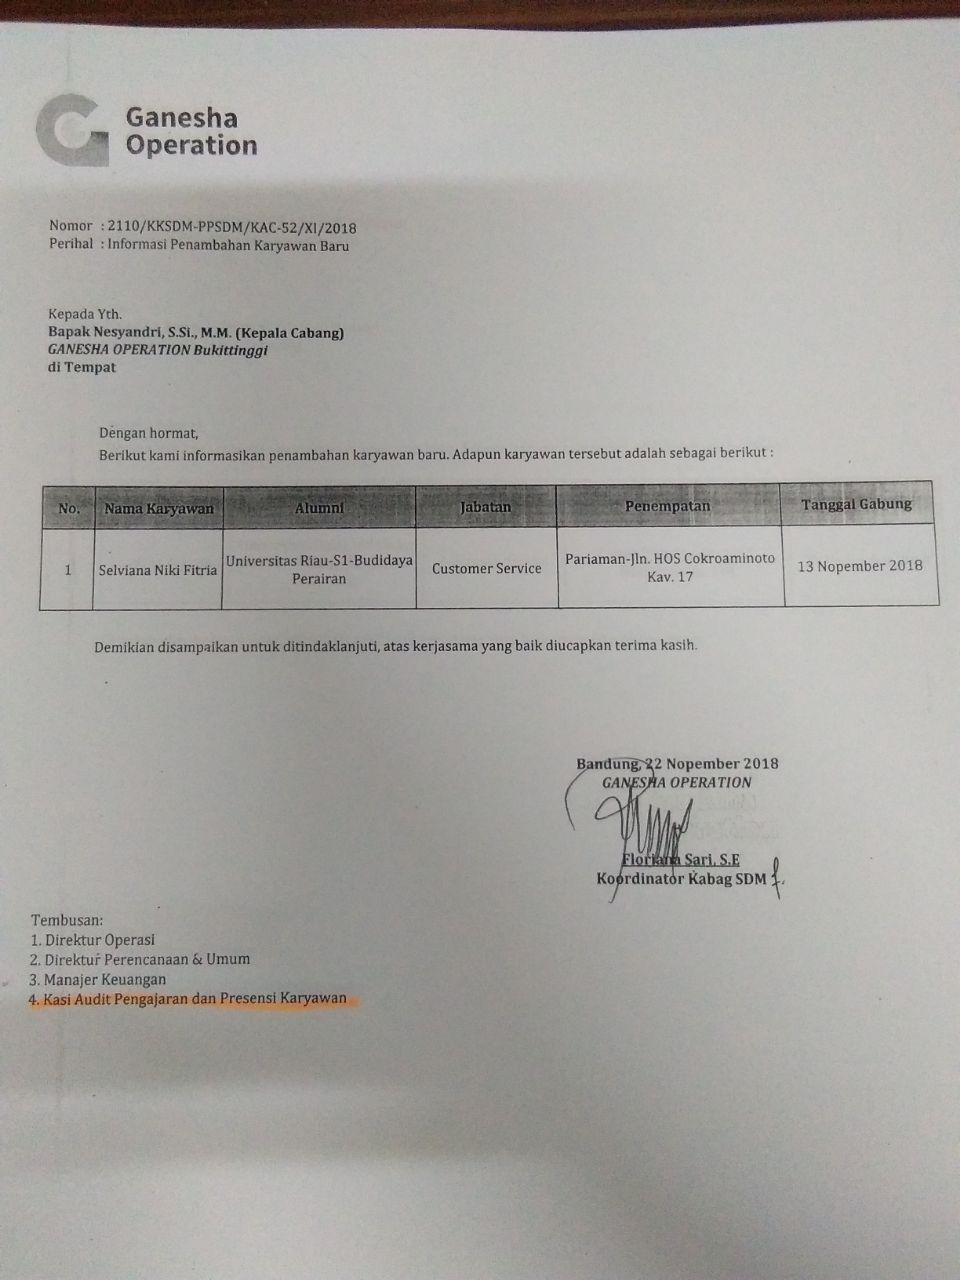 Ganesha
Operation
Nomor : 2110/KKSDM-PPSDM/KAC-52/XI/2018
Perihal : Informasi Penambahan Karyawan Baru
Kepada Yth.
Bapak Nesyandri, S.Si., M.M. (Kepala Cabang)
GANESHA OPERATION Bukittinggi
di Tempat
Dengan hormat,
Berikut kami informasikan penambahan karyawan baru. Adapun karyawan tersebut adalah sebagai berikut :
No. Nama Karyawan Alumni Jabatan Penempatan Tanggal Gabung
1 Selviana Niki Fitria Universitas Riau-S1-Budidaya Perairan Customer Service Pariaman-Jln. HOS Cokroaminoto Kav. 17 13 Nopember 2018
Demikian disampaikan untuk ditindaklanjuti, atas kerjasama yang baik diucapkan terima kasih.
Bandung, 22 Nopember 2018
GANESHA OPERATION
Floriana Sari, S.E
Koordinator Kabag SDM
Tembusan:
1. Direktur Operasi
2. Direktur Perencanaan & Umum
3. Manajer Keuangan
4. Kasi Audit Pengajaran dan Presensi Karyawan